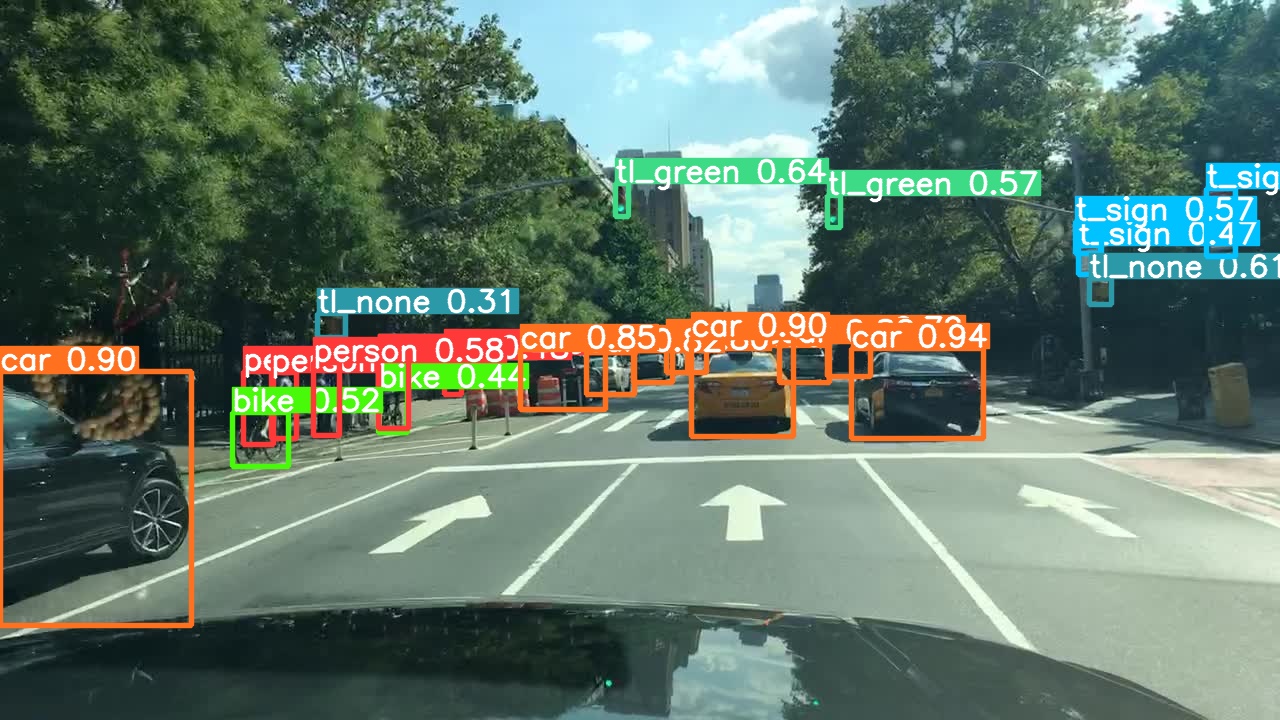 tl_green 0.64
tl_green 0.57
t_sig
t_sign 0.57
t_sign 0.47
tl_none 0.61
tl_none 0.31
car 0.90
car 0.85
car 0.94
car 0.90
person 0.58
bike 0.44
bike 0.52